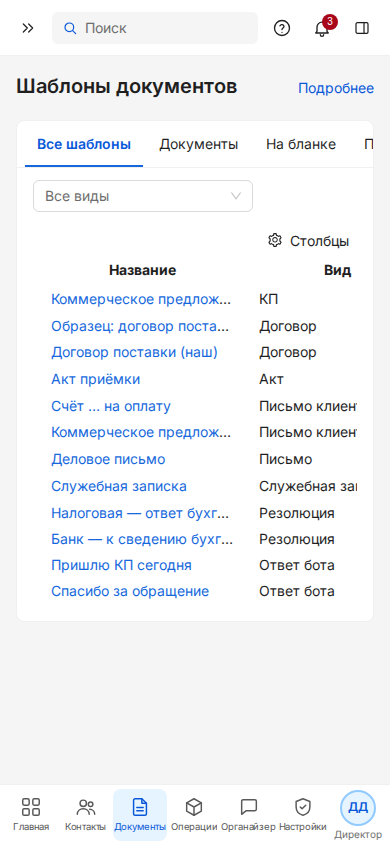 Поиск
3
Шаблоны документов Подробнее
Все шаблоны Документы На бланке
Все виды
Столбцы
Название Вид
Коммерческое предлож... КП
Образец: договор поста... Договор
Договор поставки (наш) Договор
Акт приёмки Акт
Счёт ... на оплату Письмо клиен
Коммерческое предлож... Письмо клиен
Деловое письмо Письмо
Служебная записка Служебная за
Налоговая — ответ бухг... Резолюция
Банк — к сведению бухг... Резолюция
Пришлю КП сегодня Ответ бота
Спасибо за обращение Ответ бота
Главная Контакты Документы Операции Органайзер Настройки
ДД
Директор